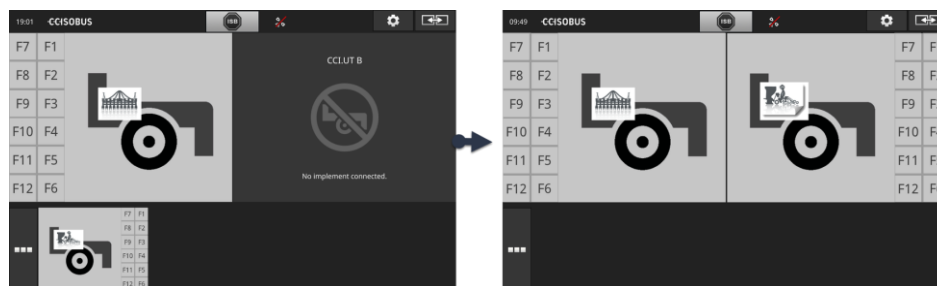 19:01 CCISOBUS ISB
F7 F1
F8 F2
F9 F3
F10 F4
F11 F5
F12 F6
CCI.UT B
No implement connected.
F7 F1
F8 F2
F9 F3
F10 F4
F11 F5
F12 F6
09:49 CCISOBUS ISB
F7 F1
F8 F2
F9 F3
F10 F4
F11 F5
F12 F6
F7
F8
F9
F10
F11
F12